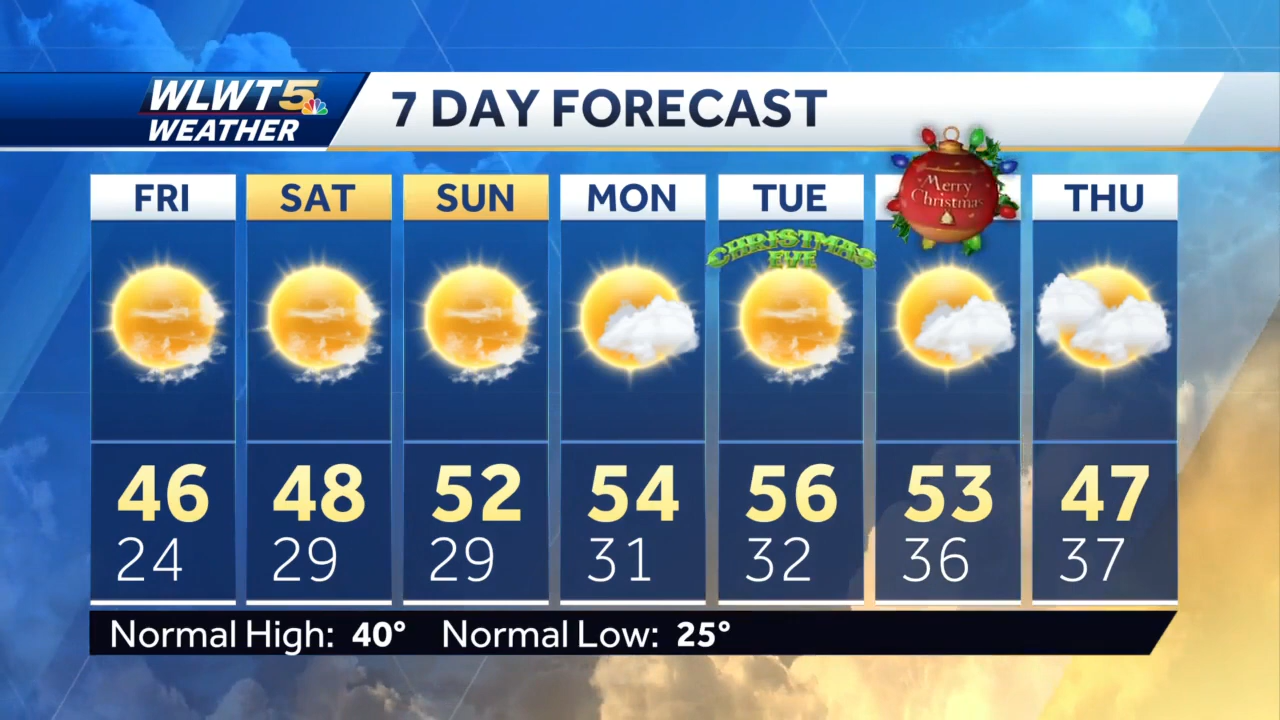 WLWT5
WEATHER
7 DAY FORECAST
FRI
SAT
SUN
MON
TUE
THU
Merry
Christmas
CHRISTMAS
EVE
46
48
52
54
56
53
47
24
29
29
31
32
36
37
Normal High: 40° Normal Low: 25°